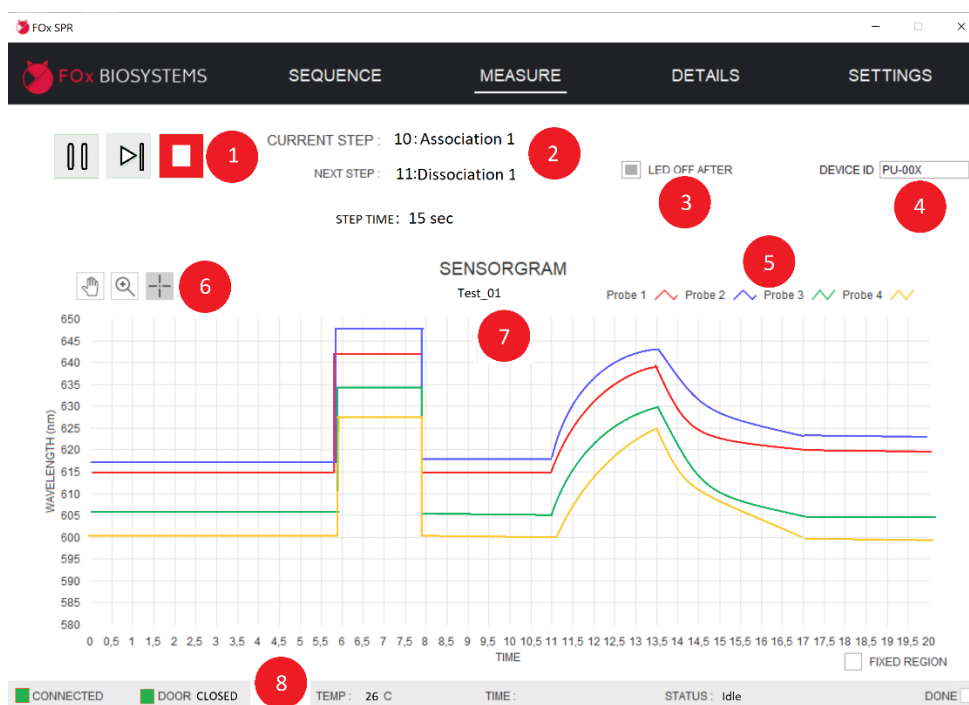 FOx SPR
FOx BIOSYSTEMS SEQUENCE MEASURE DETAILS SETTINGS
1 CURRENT STEP : 10: Association 1 2
NEXT STEP : 11:Dissociation 1
LED OFF AFTER 3
DEVICE ID PU-00X 4
STEP TIME: 15 sec
SENSORGRAM 5
6 Test_01 Probe 1 Probe 2 Probe 3 Probe 4
7
WAVELENGTH (nm)
650
645
640
635
630
625
620
615
610
605
600
595
590
585
580
0 0,5 1 1,5 2 2,5 3 3,5 4 4,5 5 5,5 6 6,5 7 7,5 8 8,5 9 9,5 10 10,5 11 11,5 12 12,5 13 13,5 14 14,5 15 15,5 16 16,5 17 17,5 18 18,5 19 19,5 20
TIME
FIXED REGION
CONNECTED DOOR CLOSED 8 TEMP : 26 C TIME : STATUS : Idle DONE